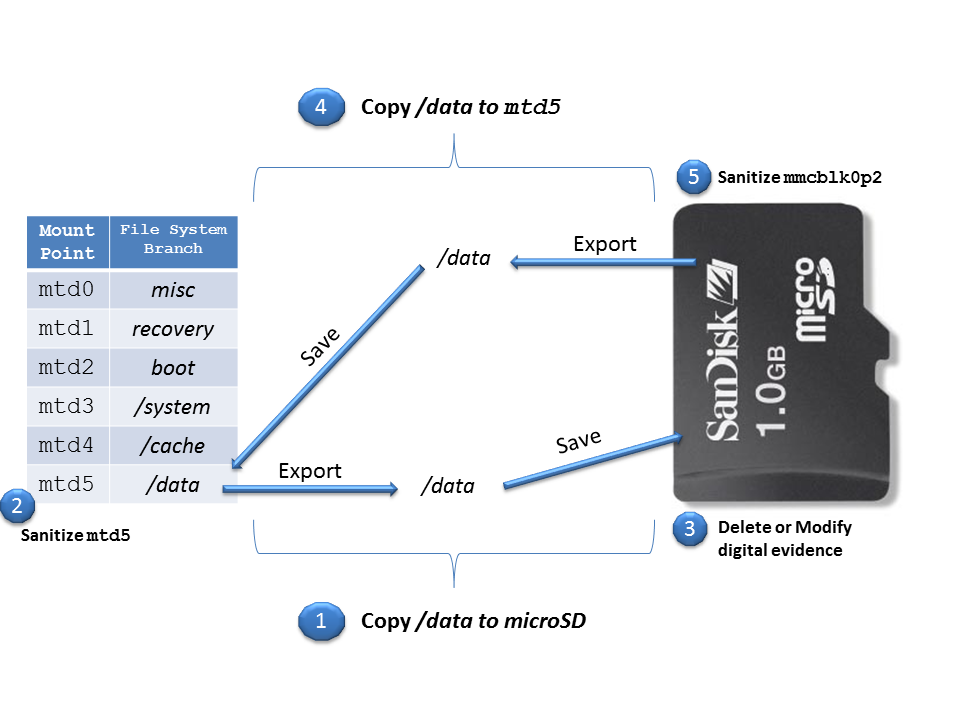 4 Copy /data to mtd5
5 Sanitize mmcblk0p2
Mount Point File System Branch
mtd0 misc
mtd1 recovery
mtd2 boot
mtd3 /system
mtd4 /cache
mtd5 /data
2 Sanitize mtd5
/data
Export
Save
Export
/data
Save
SanDisk
1.0GB
micro
SD
3 Delete or Modify
digital evidence
1 Copy /data to microSD